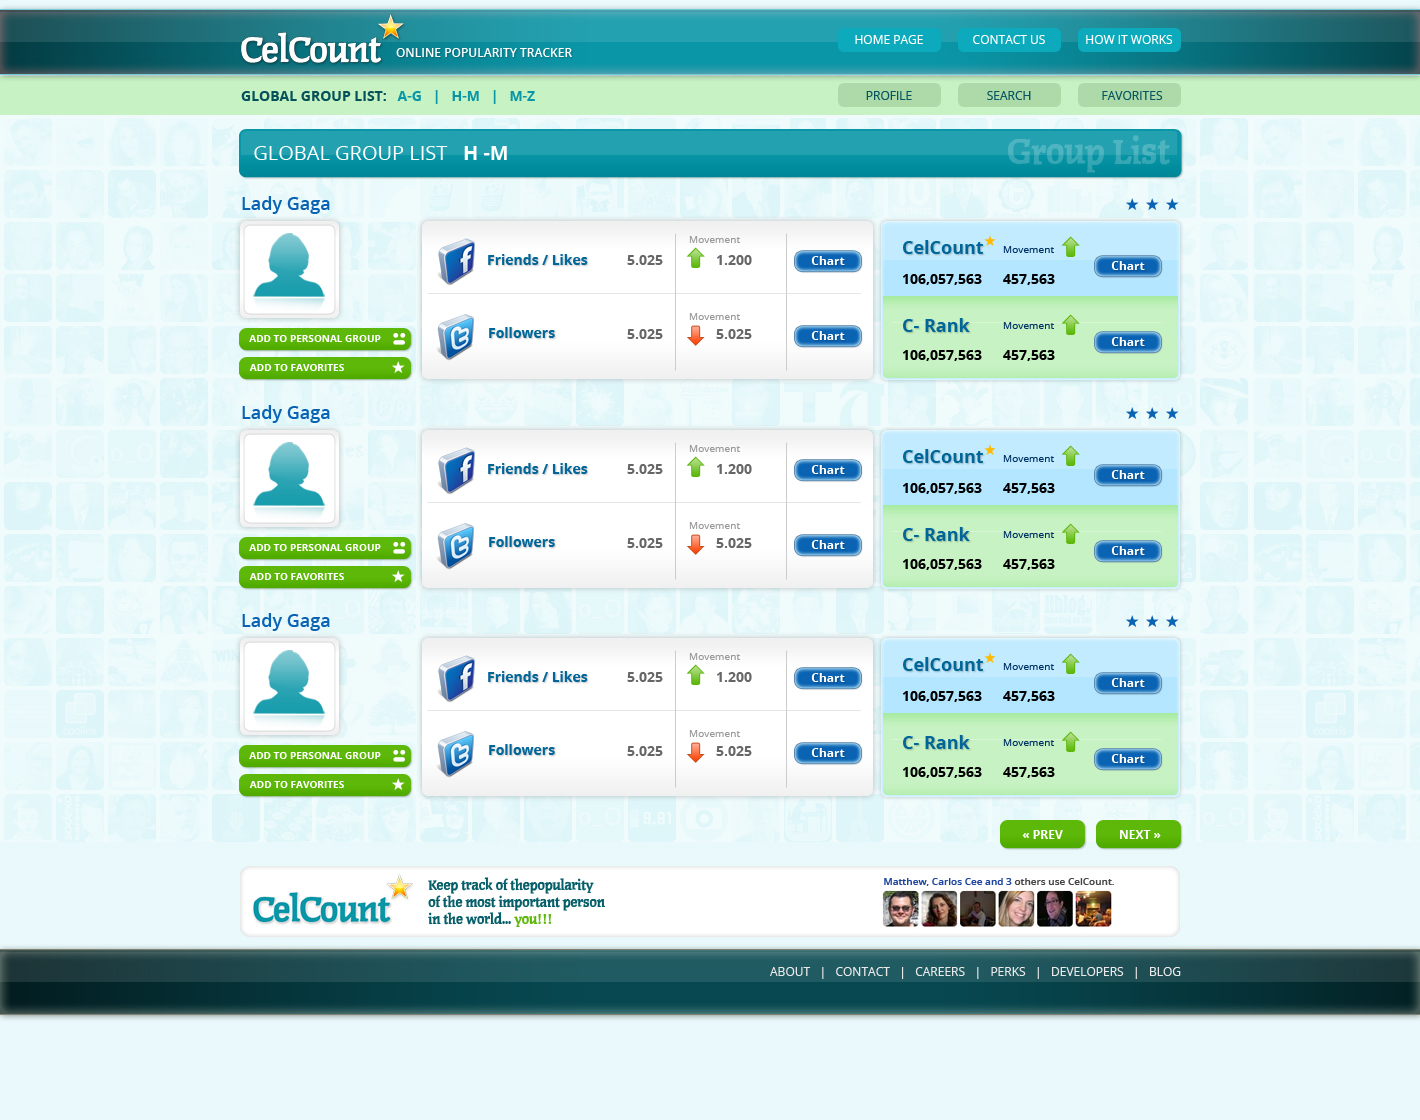 CelCount
ONLINE POPULARITY TRACKER
HOME PAGE
CONTACT US
HOW IT WORKS
GLOBAL GROUP LIST: A-G | H-M | M-Z
PROFILE
SEARCH
FAVORITES
GLOBAL GROUP LIST H -M
Group List
Lady Gaga
ADD TO PERSONAL GROUP
ADD TO FAVORITES
Movement
Friends / Likes 5.025 1.200 Chart
Movement
Followers 5.025 5.025 Chart
CelCount Movement
106,057,563 457,563
Chart
C- Rank Movement
106,057,563 457,563
Chart
Lady Gaga
ADD TO PERSONAL GROUP
ADD TO FAVORITES
Movement
Friends / Likes 5.025 1.200 Chart
Movement
Followers 5.025 5.025 Chart
CelCount Movement
106,057,563 457,563
Chart
C- Rank Movement
106,057,563 457,563
Chart
Lady Gaga
ADD TO PERSONAL GROUP
ADD TO FAVORITES
Movement
Friends / Likes 5.025 1.200 Chart
Movement
Followers 5.025 5.025 Chart
CelCount Movement
106,057,563 457,563
Chart
C- Rank Movement
106,057,563 457,563
Chart
9.81
« PREV
NEXT »
CelCount
Keep track of thepopularity
of the most important person
in the world... you!!!
Matthew, Carlos Cee and 3 others use CelCount.
ABOUT | CONTACT | CAREERS | PERKS | DEVELOPERS | BLOG